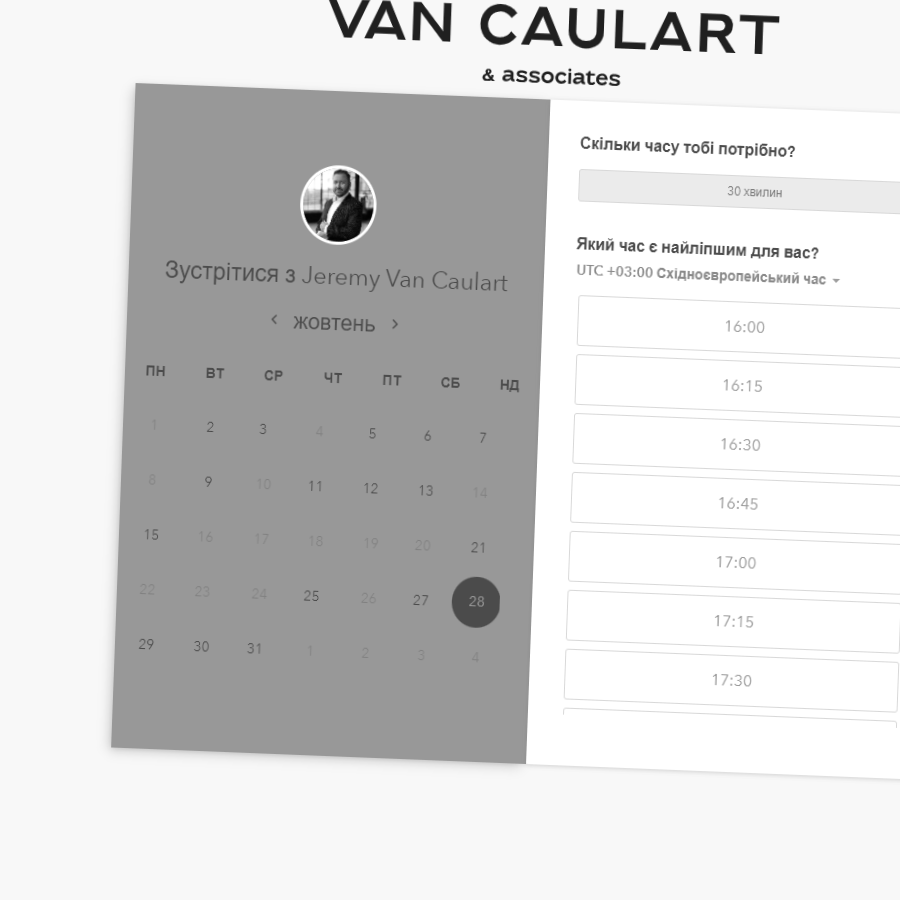 VAN CAULART
& associates
Зустрітися з Jeremy Van Caulart
жовтень
ПН ВТ СР ЧТ ПТ СБ НД
1 2 3 4 5 6 7
8 9 10 11 12 13 14
15 16 17 18 19 20 21
22 23 24 25 26 27 28
29 30 31 1 2 3 4
Скільки часу тобі потрібно?
30 хвилин
Який час є найліпшим для вас?
UTC +03:00 Східноєвропейський час
16:00
16:15
16:30
16:45
17:00
17:15
17:30